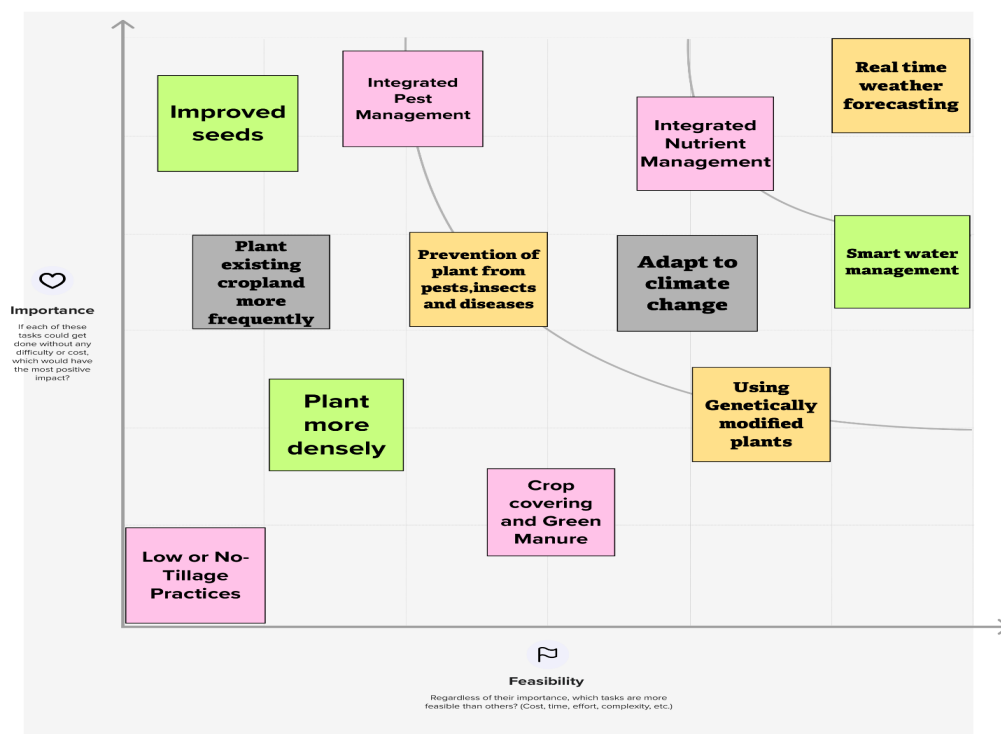 Improved
seeds
Integrated
Pest
Management
Integrated
Nutrient
Management
Real time
weather
forecasting
Plant
existing
cropland
more
frequently
Prevention of
plant from
pests,insects
and diseases
Adapt to
climate
change
Smart water
management
Importance
If each of these
tasks could get
done without any
difficulty or cost,
which would have
the most positive
impact?
Plant
more
densely
Using
Genetically
modified
plants
Crop
covering
and Green
Manure
Low or No-
Tillage
Practices
Feasibility
Regardless of their importance, which tasks are more
feasible than others? (Cost, time, effort, complexity, etc.)